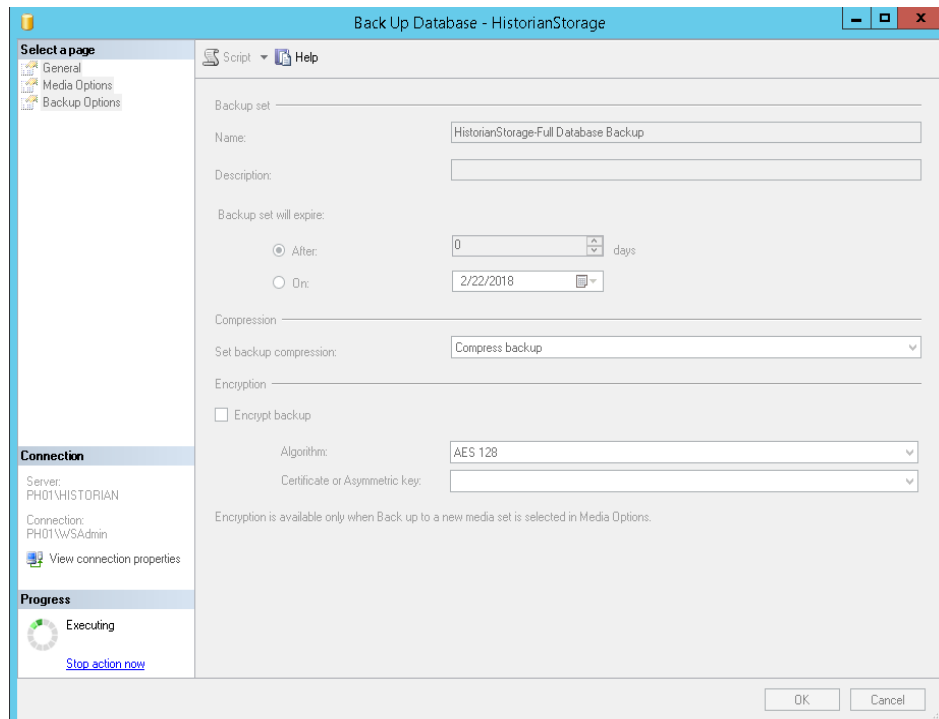 Back Up Database - HistorianStorage
Select a page
General
Media Options
Backup Options
Script
Help
Backup set
Name:
HistorianStorage-Full Database Backup
Description:
Backup set will expire:
After:
0
days
On:
2/22/2018
Compression
Set backup compression:
Compress backup
Encryption
Encrypt backup
Algorithm:
AES 128
Certificate or Asymmetric key:
Encryption is available only when Back up to a new media set is selected in Media Options.
Connection
Server:
PH01\HISTORIAN
Connection:
PH01\WSAdmin
View connection properties
Progress
Executing
Stop action now
OK
Cancel